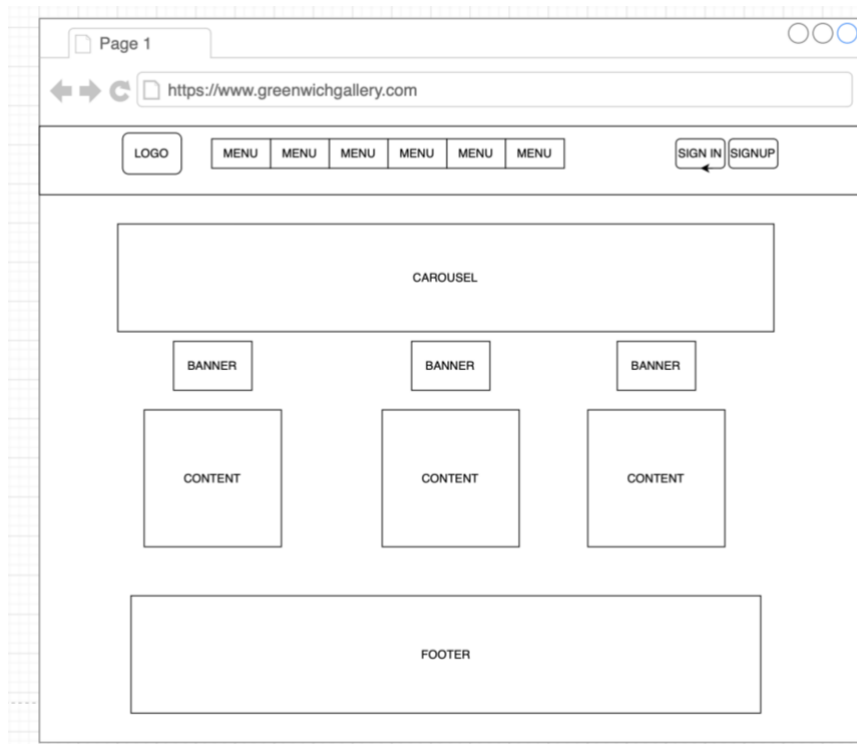 Page 1
https://www.greenwichgallery.com
LOGO MENU MENU MENU MENU MENU MENU SIGN IN SIGNUP
CAROUSEL
BANNER BANNER BANNER
CONTENT CONTENT CONTENT
FOOTER